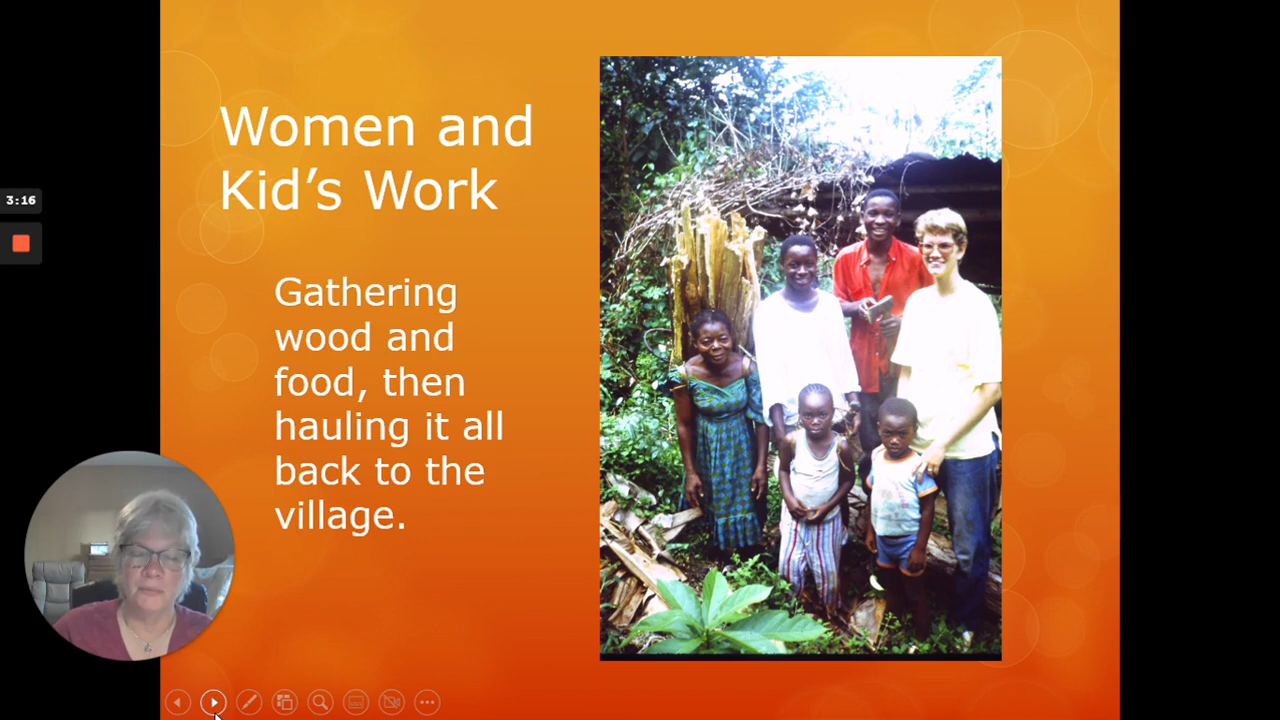 Women and
Kid’s Work
Gathering
wood and
food, then
hauling it all
back to the
village.
3:16